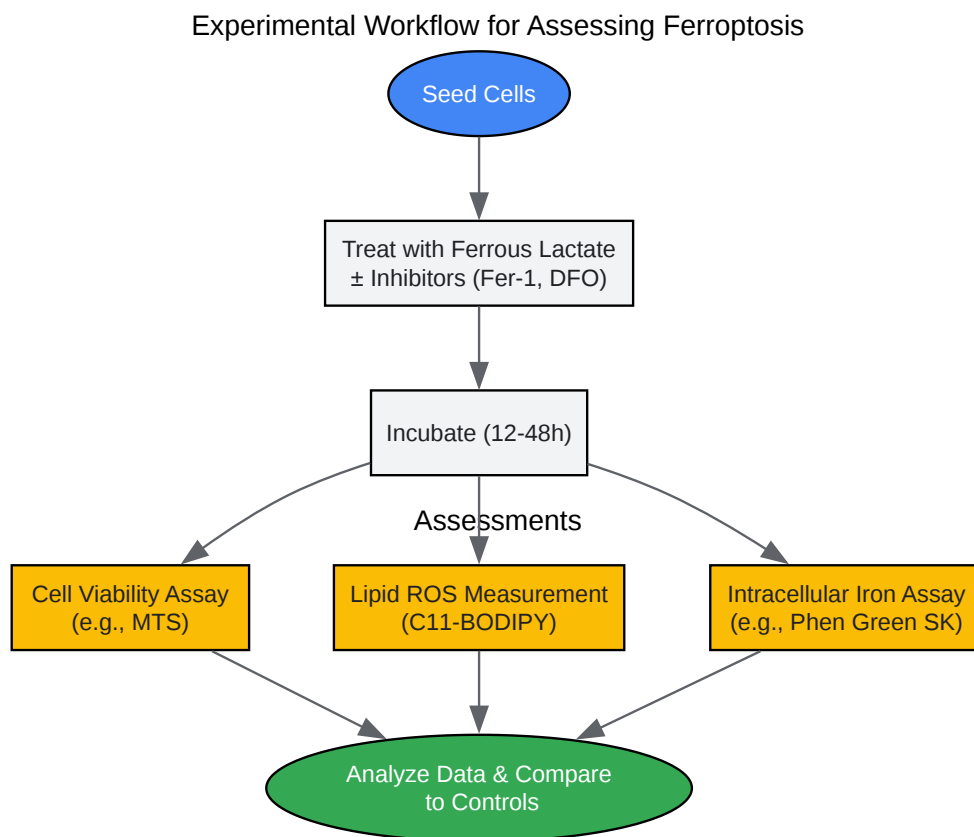 Experimental Workflow for Assessing Ferroptosis
Seed Cells
Treat with Ferrous Lactate
± Inhibitors (Fer-1, DFO)
Incubate (12-48h)
Assessments
Cell Viability Assay
(e.g., MTS)
Lipid ROS Measurement
(C11-BODIPY)
Intracellular Iron Assay
(e.g., Phen Green SK)
Analyze Data & Compare
to Controls